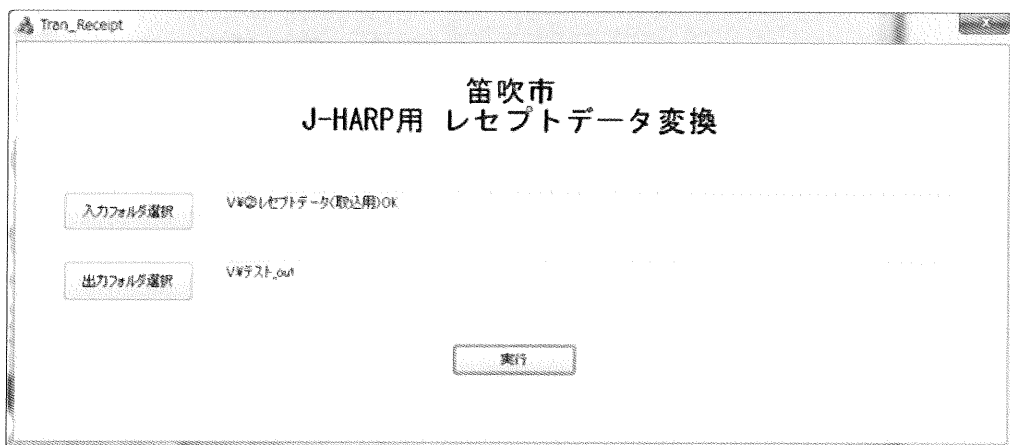 Tran_Receipt
笛吹市
J-HARP用 レセプトデータ変換
入力フォルダ選択
V¥②レセプトデータ(取込用)OK
出力フォルダ選択
V¥テスト_out
実行